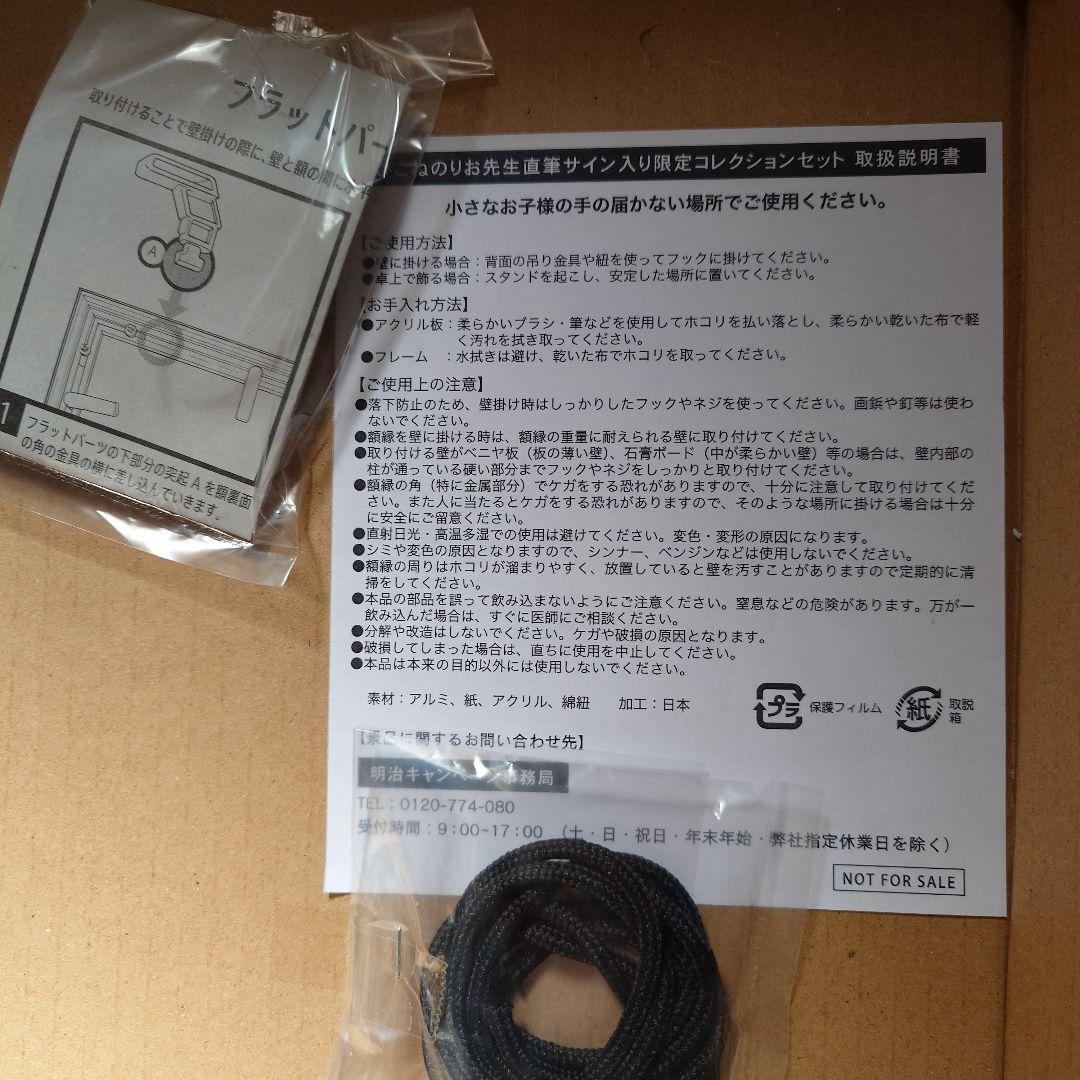 フラットパー
取り付けることで壁掛けの際に、壁と額の間に水平
A
1
フラットパーツの下部分の突起 A を額裏面
の角の金具の横に差し込んでいきます。
こねのりお先生直筆サイン入り限定コレクションセット 取扱説明書
小さなお子様の手の届かない場所でご使用ください。
【ご使用方法】
●壁に掛ける場合：背面の吊り金具や紐を使ってフックに掛けてください。
●卓上で飾る場合：スタンドを起こし、安定した場所に置いてください。
【お手入れ方法】
●アクリル板：柔らかいブラシ・筆などを使用してホコリを払い落とし、柔らかい乾いた布で軽
く汚れを拭き取ってください。
●フレーム　：水拭きは避け、乾いた布でホコリを取ってください。
【ご使用上の注意】
●落下防止のため、壁掛け時はしっかりしたフックやネジを使ってください。画鋲や釘等は使わ
ないでください。
●額縁を壁に掛ける時は、額縁の重量に耐えられる壁に取り付けてください。
●取り付ける壁がベニヤ板（板の薄い壁）、石膏ボード（中が柔らかい壁）等の場合は、壁内部の
柱が通っている硬い部分までフックやネジをしっかりと取り付けてください。
●額縁の角（特に金属部分）でケガをする恐れがありますので、十分に注意して取り付けてくだ
さい。また人に当たるとケガをする恐れがありますので、そのような場所に掛ける場合は十分
に安全にご留意ください。
●直射日光・高温多湿での使用は避けてください。変色・変形の原因になります。
●シミや変色の原因となりますので、シンナー、ベンジンなどは使用しないでください。
●額縁の周りはホコリが溜まりやすく、放置していると壁を汚すことがありますので定期的に清
掃をしてください。
●本品の部品を誤って飲み込まないようにご注意ください。窒息などの危険があります。万が一
飲み込んだ場合は、すぐに医師にご相談ください。
●分解や改造はしないでください。ケガや破損の原因となります。
●破損してしまった場合は、直ちに使用を中止してください。
●本品は本来の目的以外には使用しないでください。
素材：アルミ、紙、アクリル、綿紐　　加工：日本
プラ 保護フィルム 紙 取説
箱
【景品に関するお問い合わせ先】
明治キャンペーン事務局
TEL：0120-774-080
受付時間：9:00~17:00　（土・日・祝日・年末年始・弊社指定休業日を除く）
NOT FOR SALE